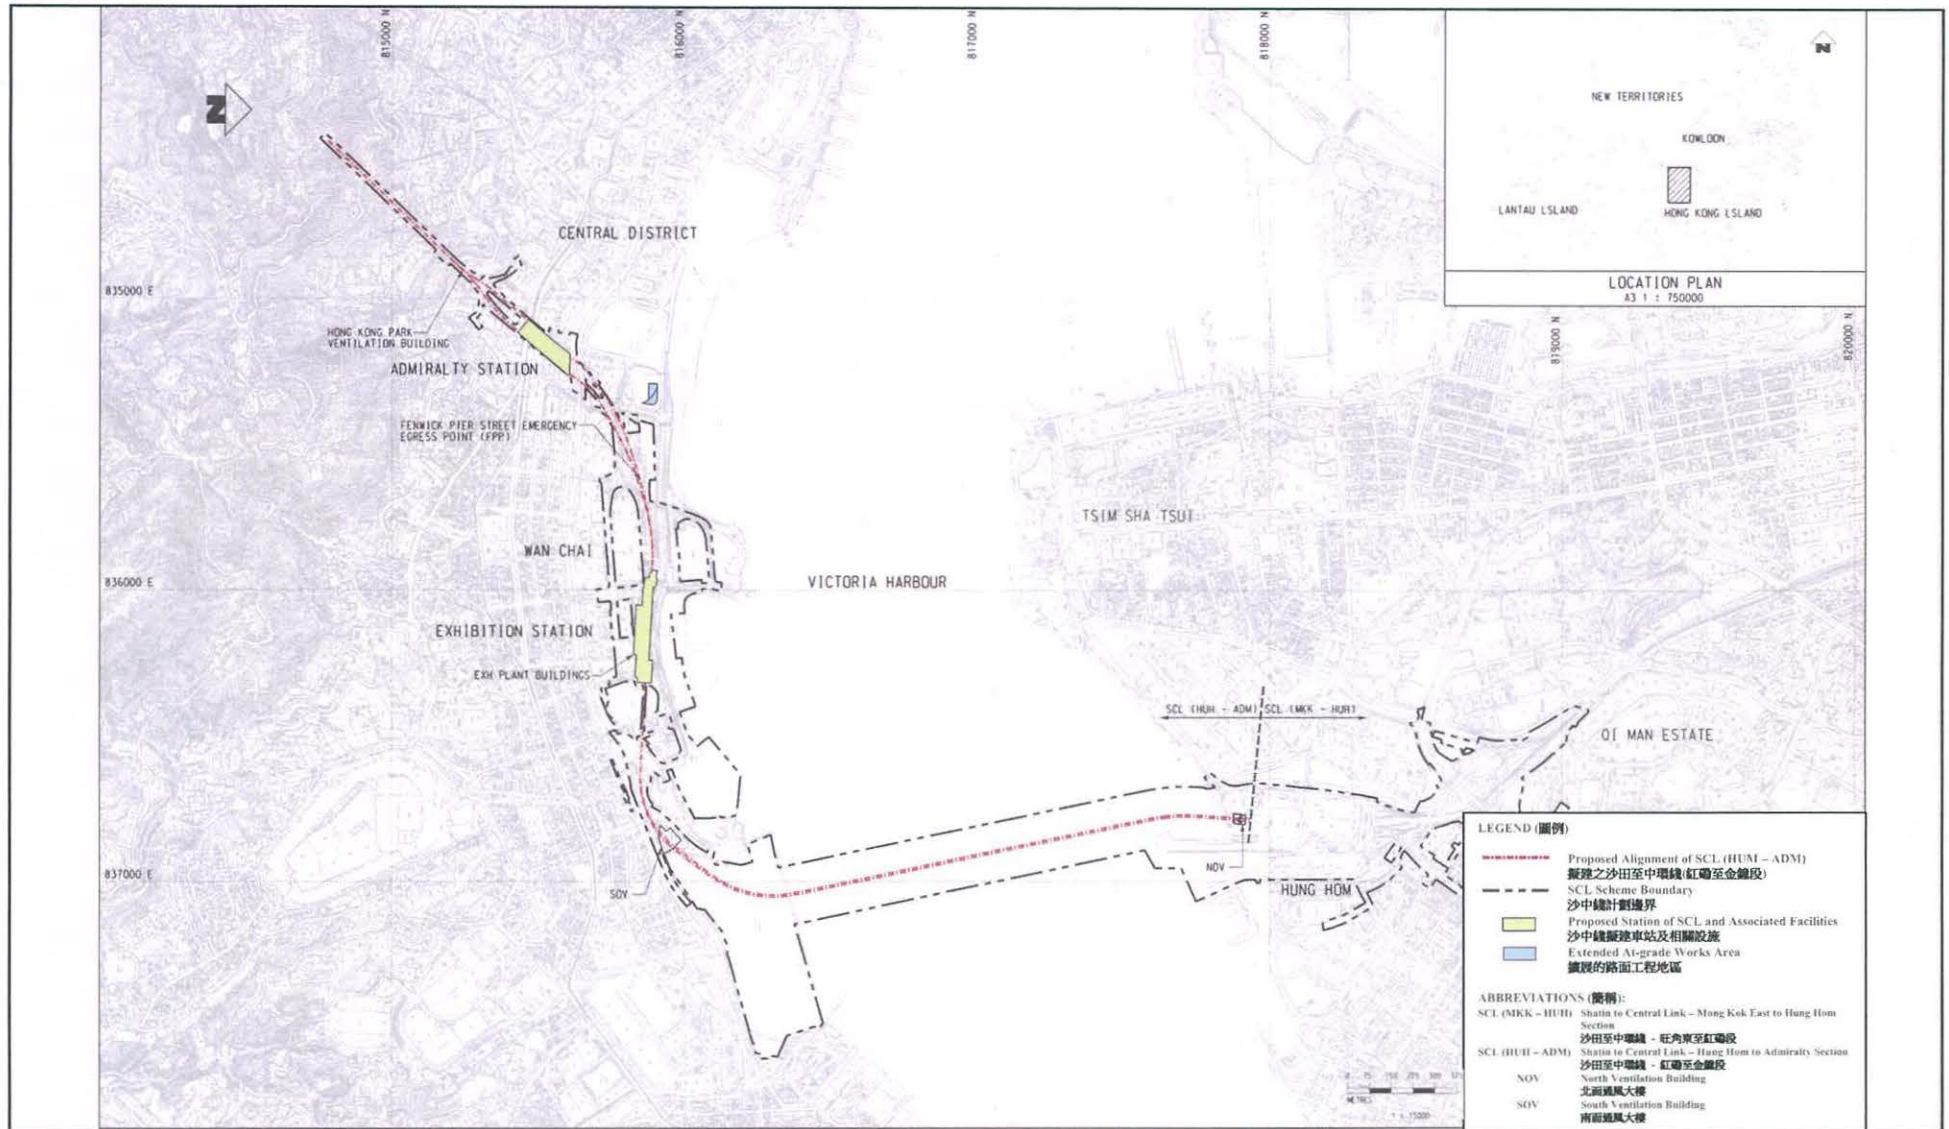 815000 N
816000 N
817000 N
818000 N
819000 N
820000 N
N
N
NEW TERRITORIES
KOWLOON
LANTAU LSLAND
HONG KONG LSLAND
LOCATION PLAN
A3 1 : 750000
CENTRAL DISTRICT
835000 E
HONG KONG PARK
VENTILATION BUILDING
ADMIRALTY STATION
FENWICK PIER STREET EMERGENCY
EGRESS POINT (FPP)
TSIM SHA TSUI
WAN CHAI
836000 E
VICTORIA HARBOUR
EXHIBITION STATION
EXH PLANT BUILDINGS
SCL (HUH - ADM)
SCL (MKK - HUH)
OI MAN ESTATE
837000 E
SOV
NOV
HUNG HOM
METRES
1 : 15000
LEGEND (圖例)
Proposed Alignment of SCL (HUM – ADM)
擬建之沙田至中環綫(紅磡至金鐘段)
SCL Scheme Boundary
沙中綫計劃邊界
Proposed Station of SCL and Associated Facilities
沙中綫擬建車站及相關設施
Extended At-grade Works Area
擴展的路面工程地區
ABBREVIATIONS (簡稱):
SCL (MKK – HUH) Shatin to Central Link – Mong Kok East to Hung Hom
Section
沙田至中環綫 - 旺角東至紅磡段
SCL (HUH – ADM) Shatin to Central Link – Hung Hom to Admiralty Section
沙田至中環綫 - 紅磡至金鐘段
NOV North Ventilation Building
北面通風大樓
SOV South Ventilation Building
南面通風大樓